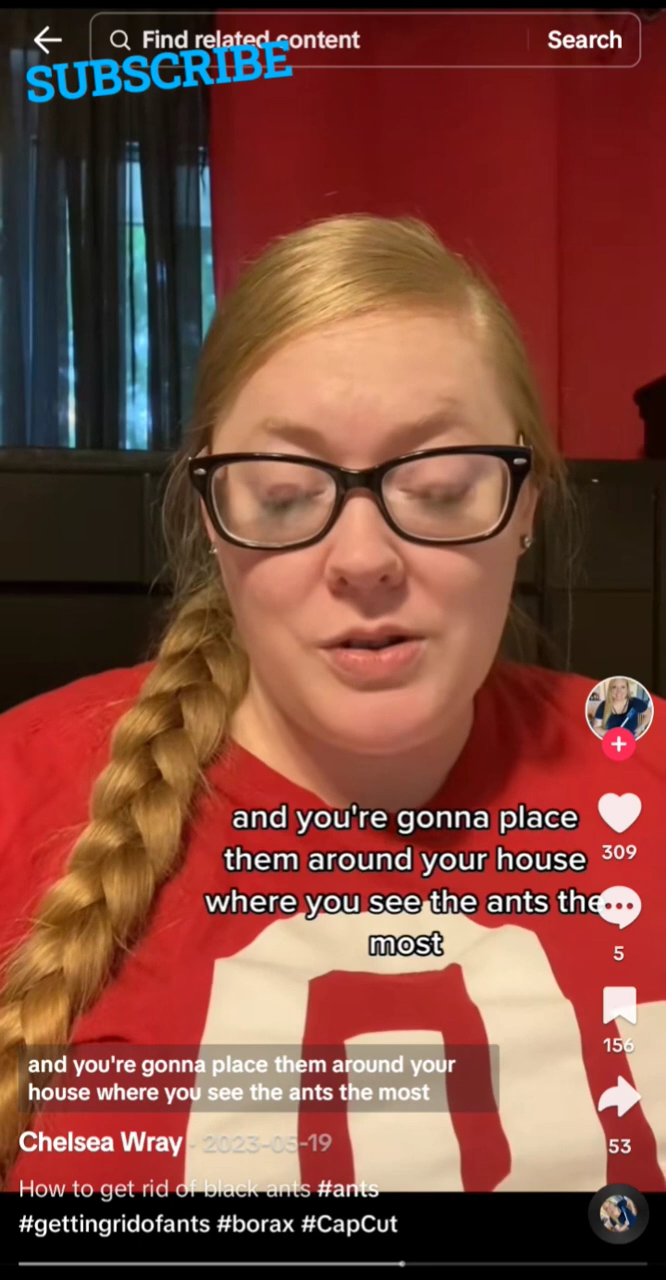 Find related content
Search
SUBSCRIBE
and you're gonna place
them around your house
where you see the ants the
most
309
5
156
53
and you're gonna place them around your
house where you see the ants the most
Chelsea Wray · 2023-05-19
How to get rid of black ants #ants
#gettingridofants #borax #CapCut